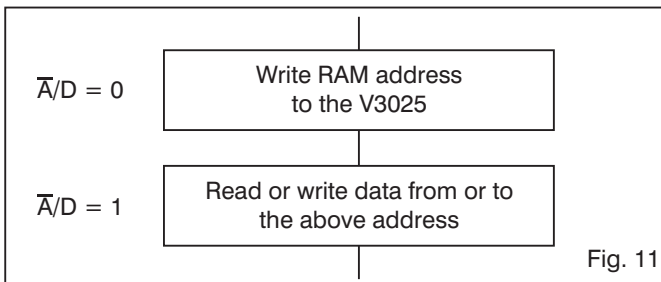 A̅/D = 0
Write RAM address
to the V3025
A̅/D = 1
Read or write data from or to
the above address
Fig. 11